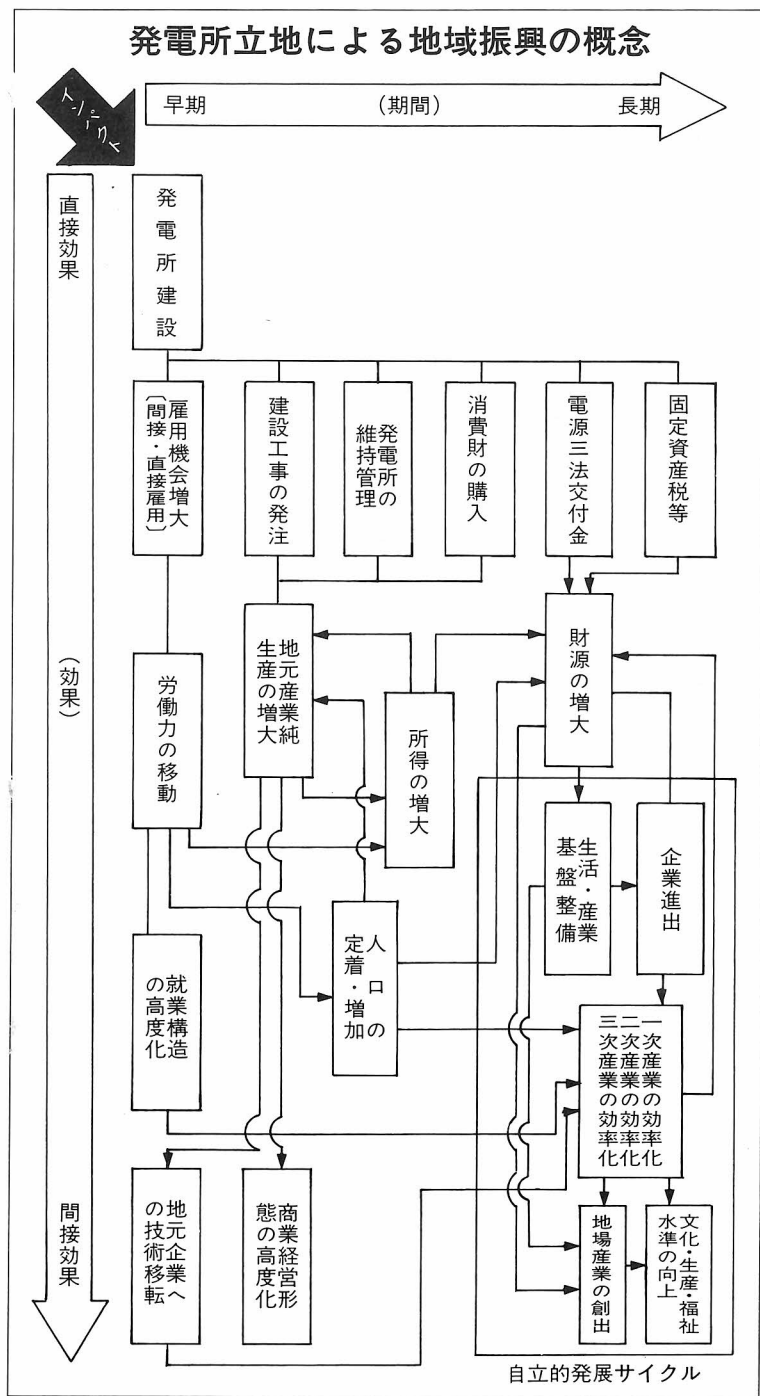 発電所立地による地域振興の概念
インパクト
早期
(期間)
長期
直接効果
(効果)
間接効果
発電所建設
雇用機会増大
〔間接・直接雇用〕
建設工事の発注
発電所の
維持管理
消費財の購入
電源三法交付金
固定資産税等
労働力の移動
地元産業純
生産の増大
所得の増大
財源の増大
生活・産業
基盤整備
企業進出
就業構造
の高度化
人口の
定着・増加
一次産業の効率化
二次産業の効率化
三次産業の効率化
地元企業へ
の技術移転
商業経営形
態の高度化
地場産業の創出
文化・生産・福祉
水準の向上
自立的発展サイクル